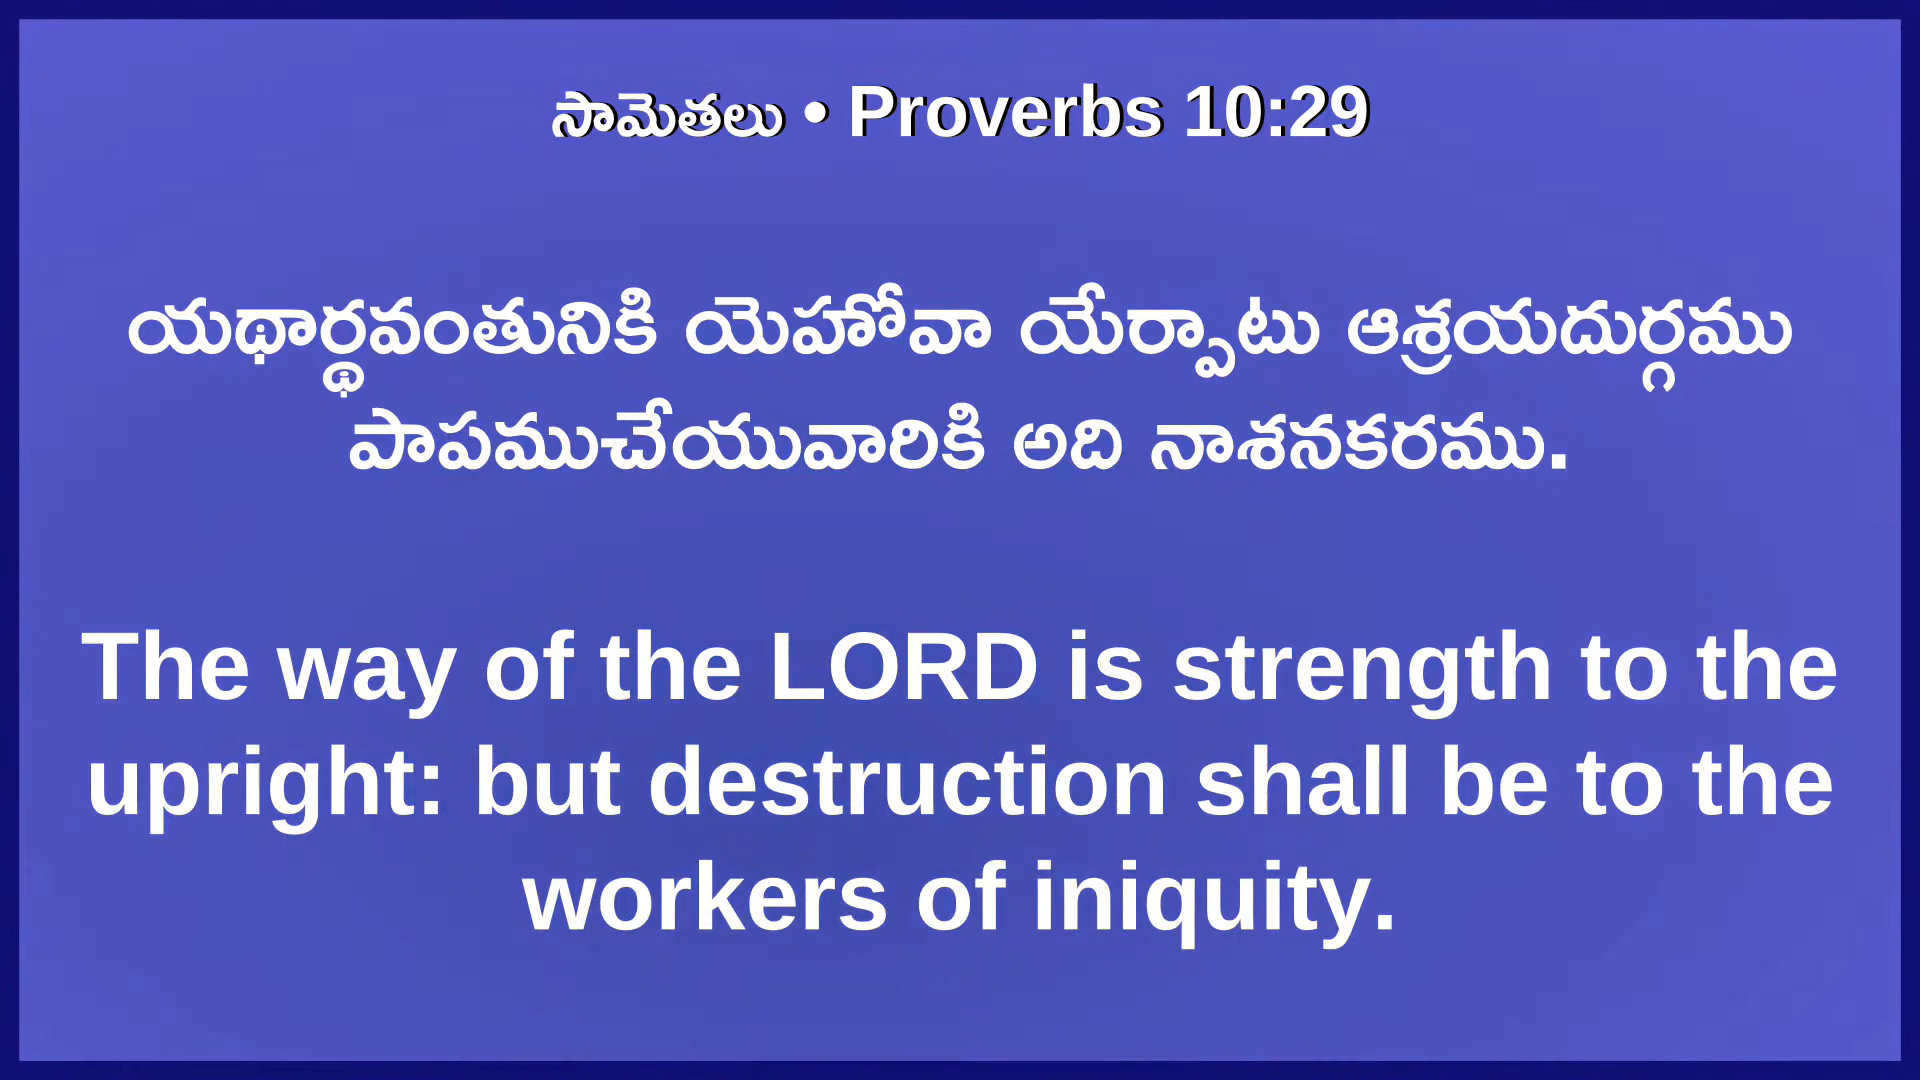 సామెతలు • Proverbs 10:29
యథార్థవంతునికి యెహోవా యేర్పాటు ఆశ్రయదుర్గము
పాపముచేయువారికి అది నాశనకరము.
The way of the LORD is strength to the
upright: but destruction shall be to the
workers of iniquity.